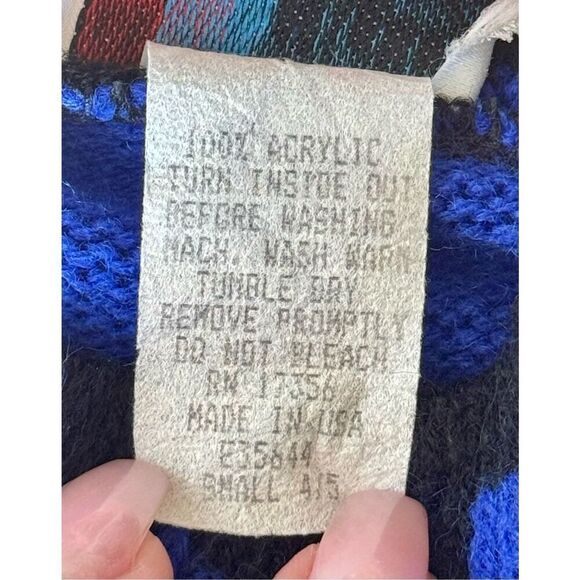 100% ACRYLIC
TURN INSIDE OUT
BEFORE WASHING
MACH. WASH WARM
TUMBLE DRY
REMOVE PROMPTLY
DO NOT BLEACH
RN 17356
MADE IN USA
E35644
SMALL 4/5